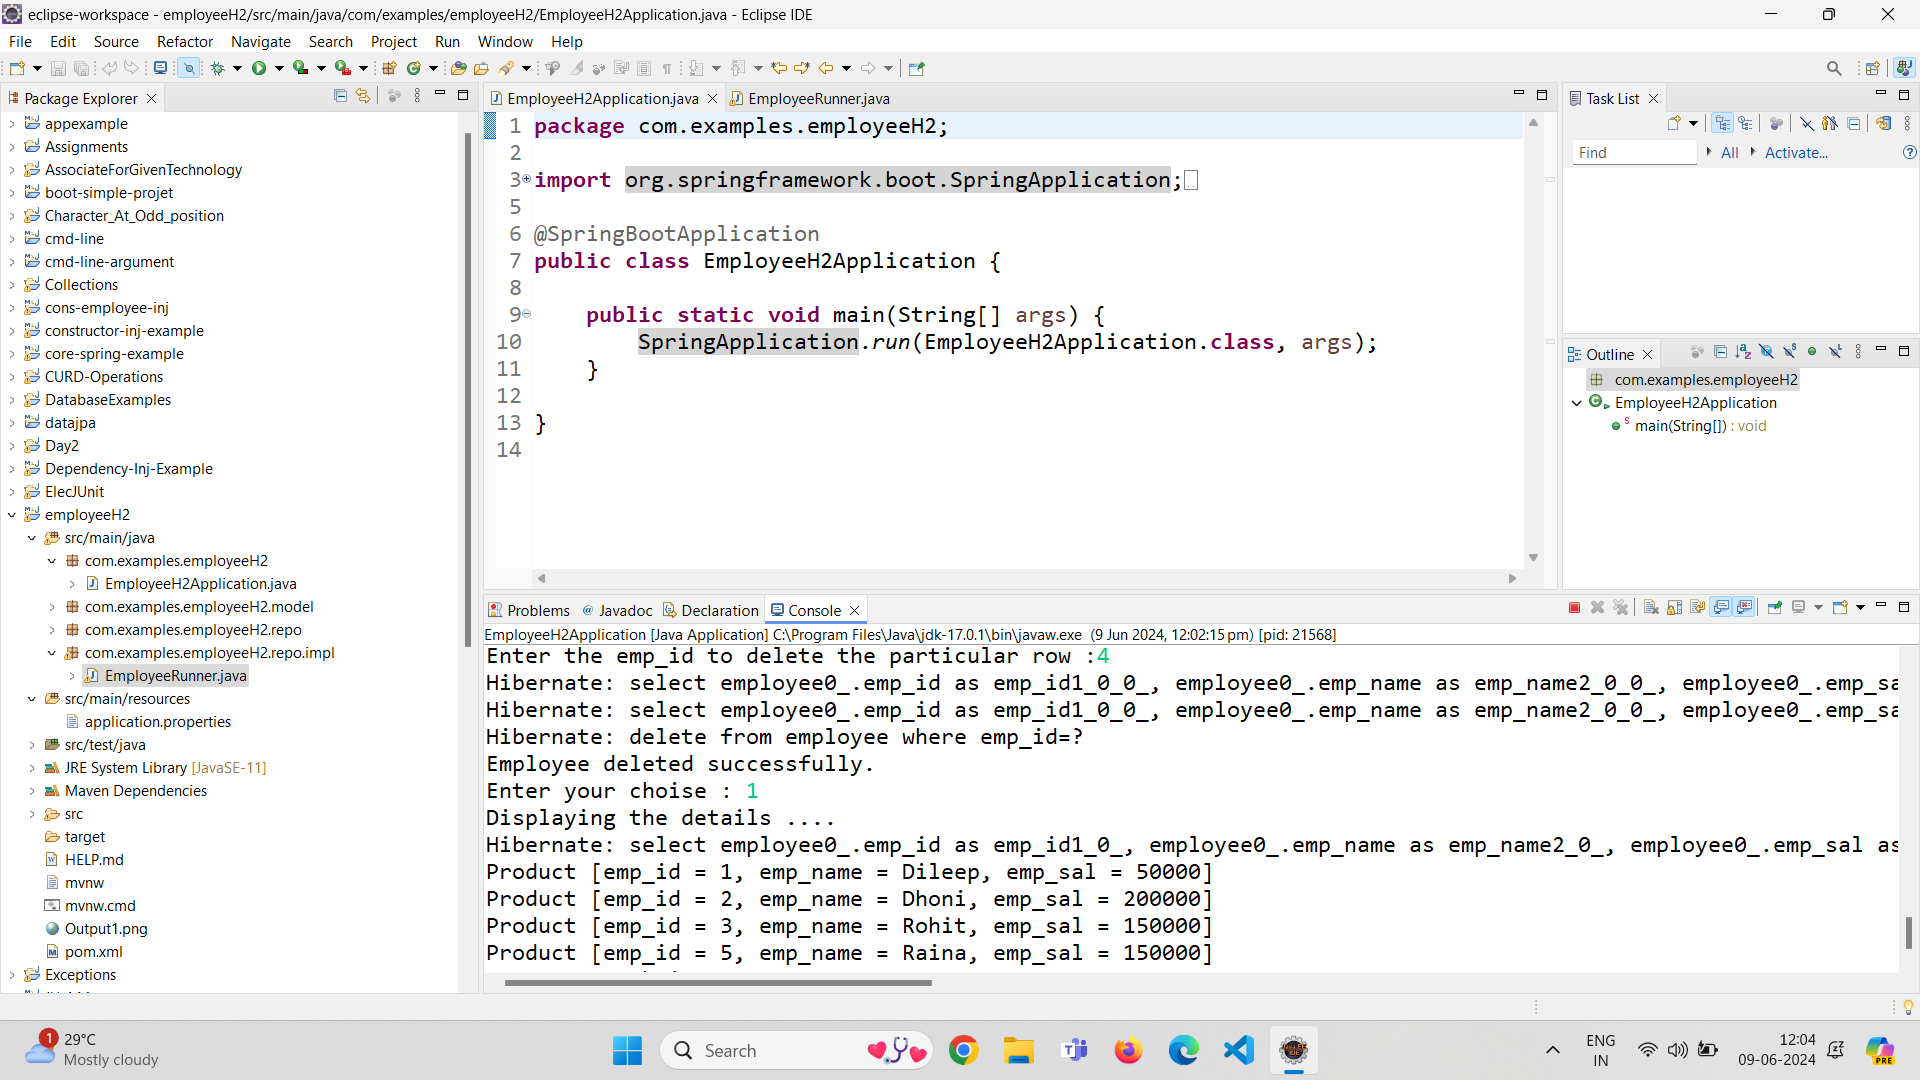 eclipse-workspace - employeeH2/src/main/java/com/examples/employeeH2/EmployeeH2Application.java - Eclipse IDE
File Edit Source Refactor Navigate Search Project Run Window Help
Package Explorer
appexample
Assignments
AssociateForGivenTechnology
boot-simple-projet
Character_At_Odd_position
cmd-line
cmd-line-argument
Collections
cons-employee-inj
constructor-inj-example
core-spring-example
CURD-Operations
DatabaseExamples
datajpa
Day2
Dependency-Inj-Example
ElecJUnit
employeeH2
src/main/java
com.examples.employeeH2
EmployeeH2Application.java
com.examples.employeeH2.model
com.examples.employeeH2.repo
com.examples.employeeH2.repo.impl
EmployeeRunner.java
src/main/resources
application.properties
src/test/java
JRE System Library [JavaSE-11]
Maven Dependencies
src
target
HELP.md
mvnw
mvnw.cmd
Output1.png
pom.xml
Exceptions
EmployeeH2Application.java EmployeeRunner.java
1 package com.examples.employeeH2;
2
3 import org.springframework.boot.SpringApplication;
5
6 @SpringBootApplication
7 public class EmployeeH2Application {
8
9 public static void main(String[] args) {
10 SpringApplication.run(EmployeeH2Application.class, args);
11 }
12
13 }
14
Task List
Find All Activate...
Outline
com.examples.employeeH2
EmployeeH2Application
main(String[]) : void
Problems Javadoc Declaration Console
EmployeeH2Application [Java Application] C:\Program Files\Java\jdk-17.0.1\bin\javaw.exe (9 Jun 2024, 12:02:15 pm) [pid: 21568]
Enter the emp_id to delete the particular row :4
Hibernate: select employee0_.emp_id as emp_id1_0_0_, employee0_.emp_name as emp_name2_0_0_, employee0_.emp_sa
Hibernate: select employee0_.emp_id as emp_id1_0_0_, employee0_.emp_name as emp_name2_0_0_, employee0_.emp_sa
Hibernate: delete from employee where emp_id=?
Employee deleted successfully.
Enter your choise : 1
Displaying the details ....
Hibernate: select employee0_.emp_id as emp_id1_0_, employee0_.emp_name as emp_name2_0_, employee0_.emp_sal as
Product [emp_id = 1, emp_name = Dileep, emp_sal = 50000]
Product [emp_id = 2, emp_name = Dhoni, emp_sal = 200000]
Product [emp_id = 3, emp_name = Rohit, emp_sal = 150000]
Product [emp_id = 5, emp_name = Raina, emp_sal = 150000]
1
29°C
Mostly cloudy
Search
ENG
IN
12:04
09-06-2024
PRE